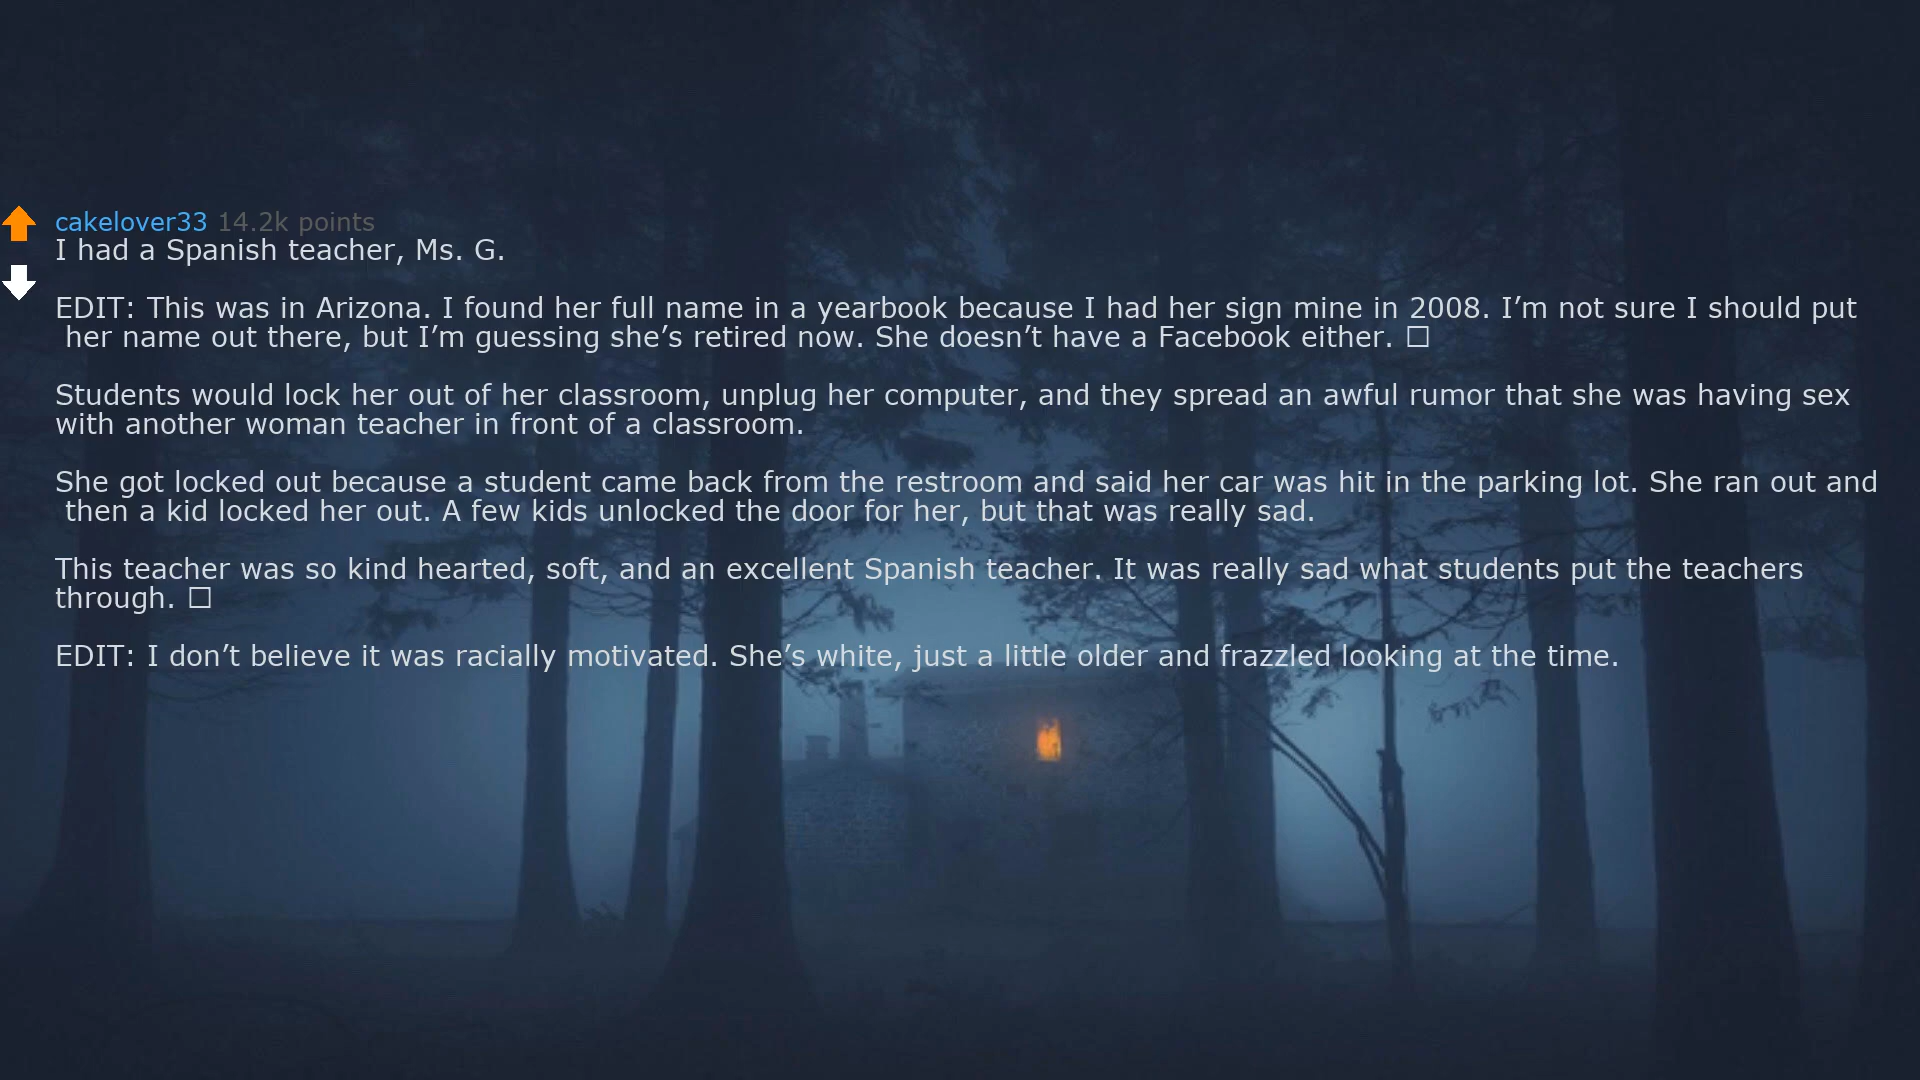 cakelover33 14.2k points
I had a Spanish teacher, Ms. G.
EDIT: This was in Arizona. I found her full name in a yearbook because I had her sign mine in 2008. I’m not sure I should put
her name out there, but I’m guessing she’s retired now. She doesn’t have a Facebook either. □
Students would lock her out of her classroom, unplug her computer, and they spread an awful rumor that she was having sex
with another woman teacher in front of a classroom.
She got locked out because a student came back from the restroom and said her car was hit in the parking lot. She ran out and
then a kid locked her out. A few kids unlocked the door for her, but that was really sad.
This teacher was so kind hearted, soft, and an excellent Spanish teacher. It was really sad what students put the teachers
through. □
EDIT: I don’t believe it was racially motivated. She’s white, just a little older and frazzled looking at the time.